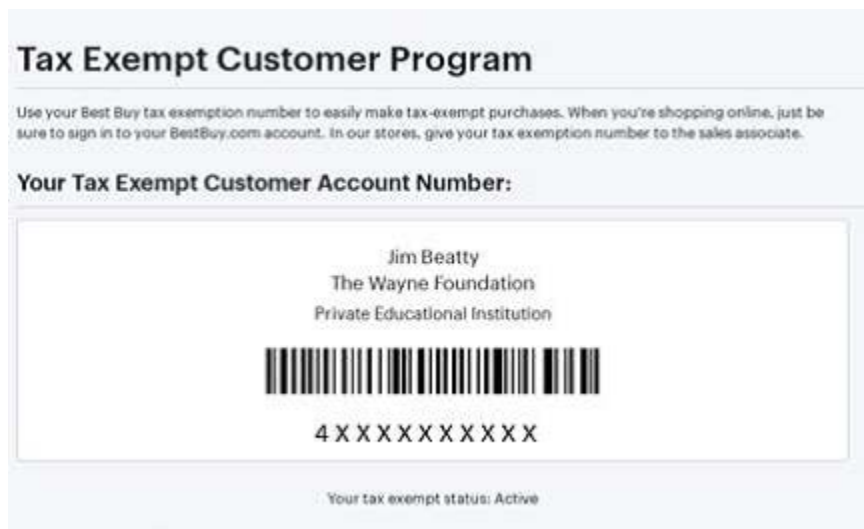 Tax Exempt Customer Program
Use your Best Buy tax exemption number to easily make tax-exempt purchases. When you're shopping online, just be
sure to sign in to your BestBuy.com account. In our stores, give your tax exemption number to the sales associate.
Your Tax Exempt Customer Account Number:
Jim Beatty
The Wayne Foundation
Private Educational Institution
4XXXXXXXXXX
Your tax exempt status: Active